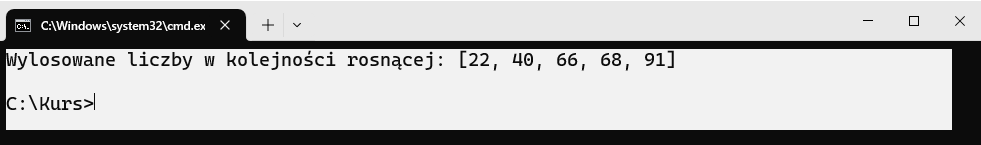 C:\Windows\system32\cmd.ex
Wylosowane liczby w kolejności rosnącej: [22, 40, 66, 68, 91]
C:\Kurs>